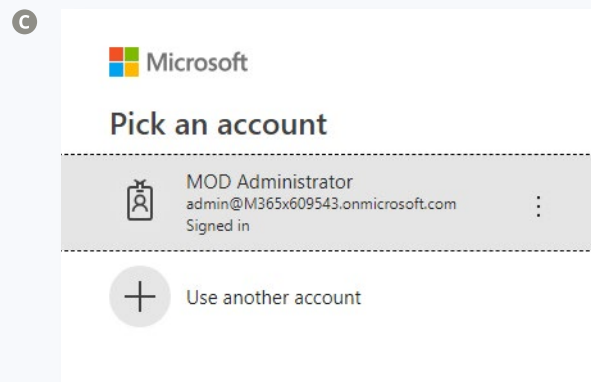 C
Microsoft
Pick an account
MOD Administrator
admin@M365x609543.onmicrosoft.com
Signed in
Use another account